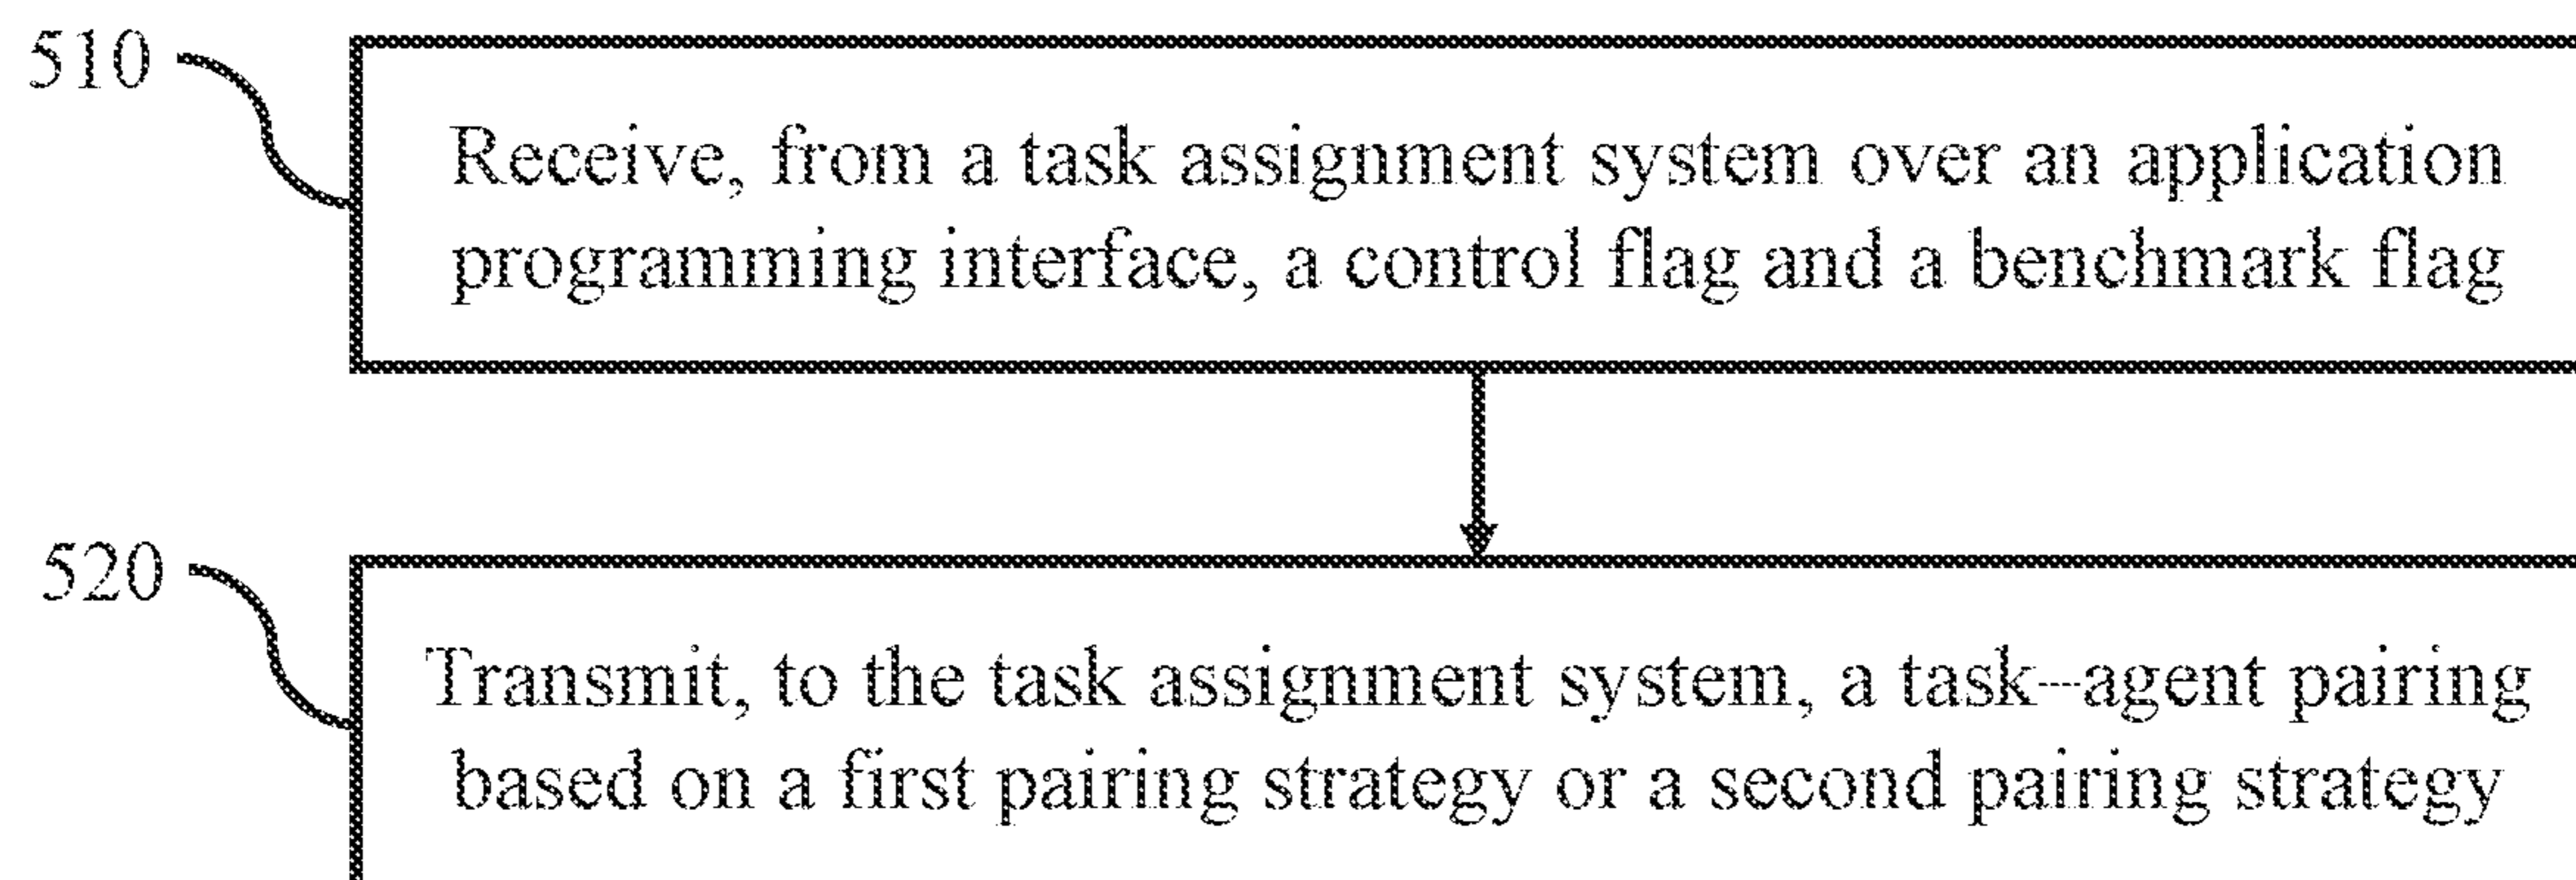 510
Receive, from a task assignment system over an application
programming interface, a control flag and a benchmark flag
520
Transmit, to the task assignment system, a task--agent pairing
based on a first pairing strategy or a second pairing strategy